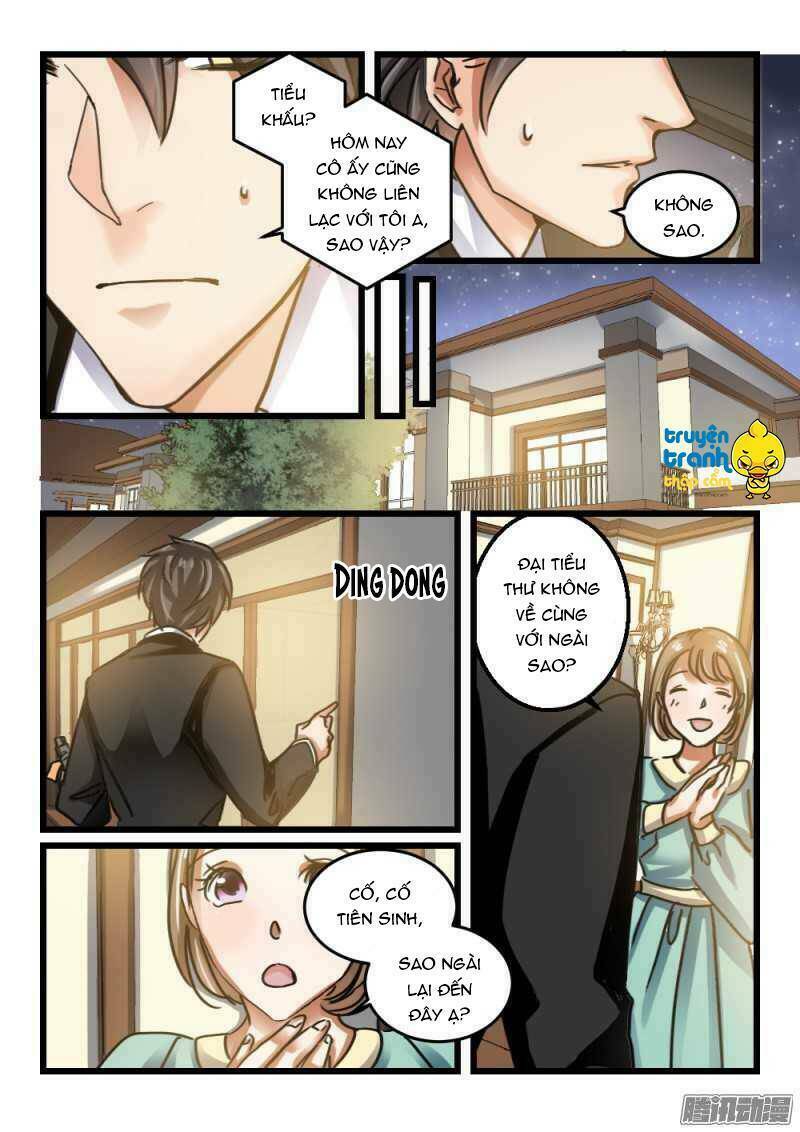 TIỂU
KHẤU?
HÔM NAY
CÔ ẤY CŨNG
KHÔNG LIÊN
LẠC VỚI TÔI A,
SAO VẬY?
KHÔNG
SAO.
truyện
tranh
thập cẩm
DING DONG
ĐẠI TIỂU
THƯ KHÔNG
VỀ CÙNG
VỚI NGÀI
SAO?
CỐ, CỐ
TIÊN SINH,
SAO NGÀI
LẠI ĐẾN
ĐÂY Ạ?
腾讯动漫